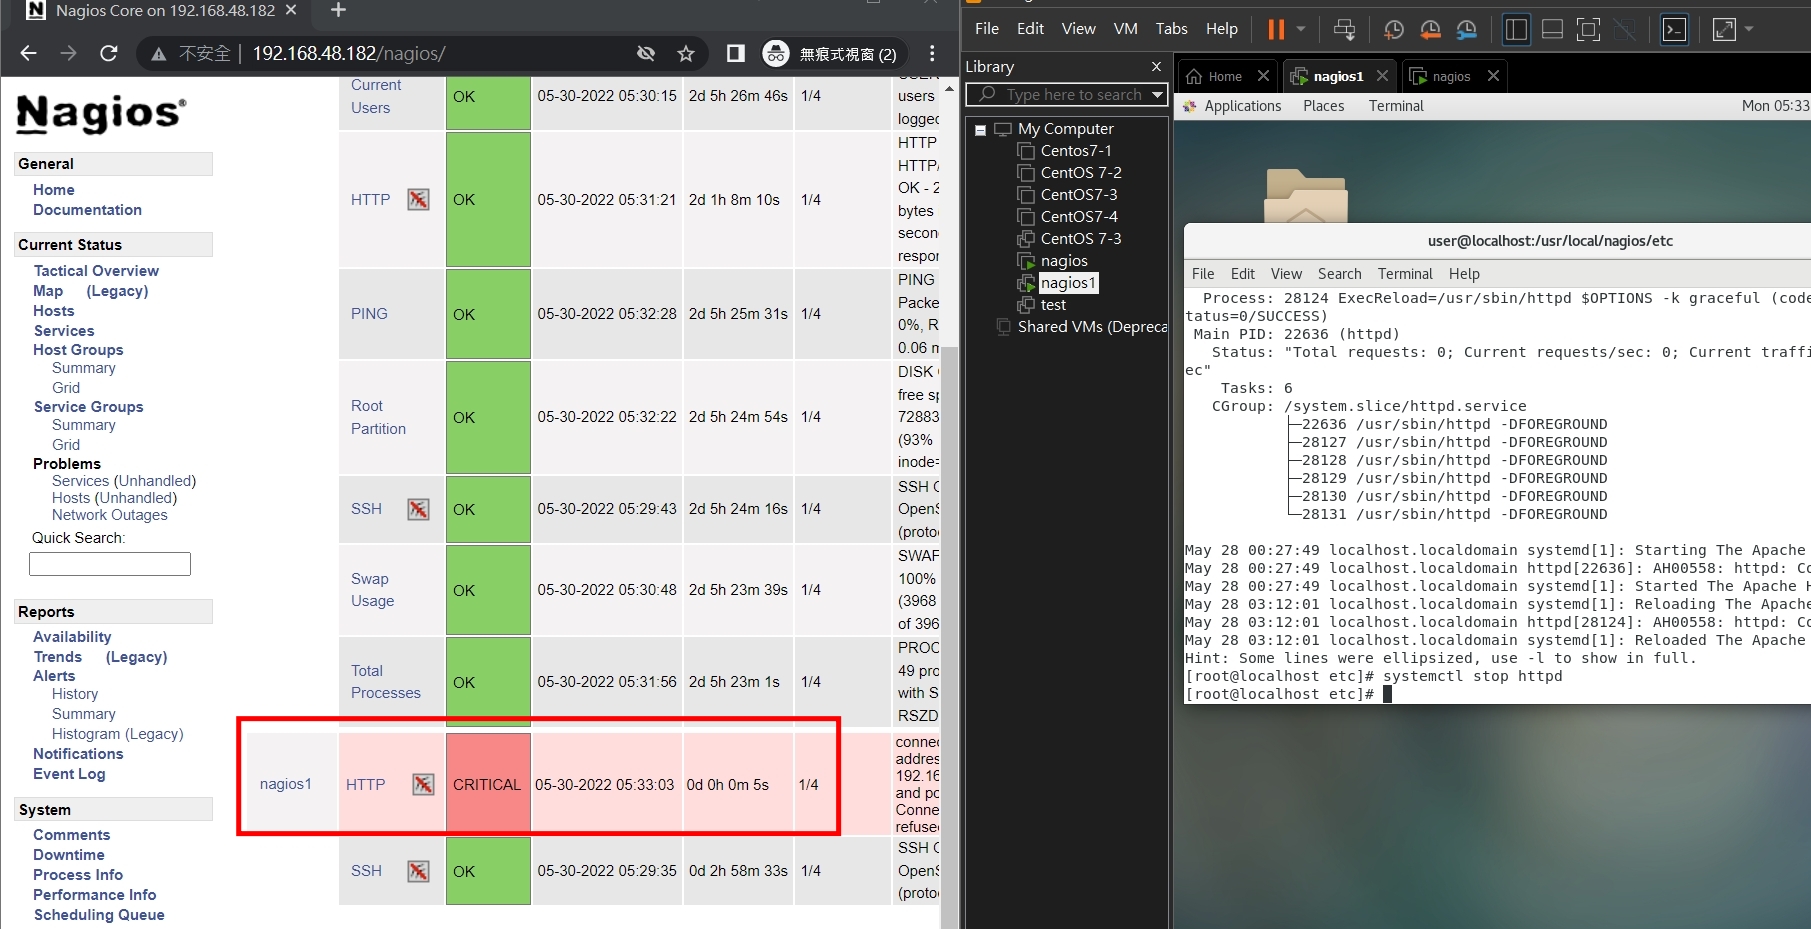 Nagios Core on 192.168.48.182
不安全 192.168.48.182/nagios/
無痕式視窗 (2)
Nagios®
General
Home
Documentation
Current Status
Tactical Overview
Map (Legacy)
Hosts
Services
Host Groups
Summary
Grid
Service Groups
Summary
Grid
Problems
Services (Unhandled)
Hosts (Unhandled)
Network Outages
Quick Search:
Reports
Availability
Trends (Legacy)
Alerts
History
Summary
Histogram (Legacy)
Notifications
Event Log
System
Comments
Downtime
Process Info
Performance Info
Scheduling Queue
Current Users OK 05-30-2022 05:30:15 2d 5h 26m 46s 1/4
users
logged
HTTP OK 05-30-2022 05:31:21 2d 1h 8m 10s 1/4
HTTP
HTTP/
OK - 2
bytes
secon
respor
PING OK 05-30-2022 05:32:28 2d 5h 25m 31s 1/4
PING
Packe
0%, R
0.06 m
Root Partition OK 05-30-2022 05:32:22 2d 5h 24m 54s 1/4
DISK
free sp
72883
(93%
inode=
SSH OK 05-30-2022 05:29:43 2d 5h 24m 16s 1/4
SSH O
OpenS
(protoc
Swap Usage OK 05-30-2022 05:30:48 2d 5h 23m 39s 1/4
SWAP
100%
(3968
of 396
Total Processes OK 05-30-2022 05:31:56 2d 5h 23m 1s 1/4
PROC
49 pro
with S
RSZD
nagios1 HTTP CRITICAL 05-30-2022 05:33:03 0d 0h 0m 5s 1/4
connec
addres
192.16
and po
Conne
refused
SSH OK 05-30-2022 05:29:35 0d 2h 58m 33s 1/4
SSH O
OpenS
(protoc
File Edit View VM Tabs Help
Library
Type here to search
My Computer
Centos7-1
CentOS 7-2
CentOS7-3
CentOS7-4
CentOS 7-3
nagios
nagios1
test
Shared VMs (Depreca
Home nagios1 nagios
Applications Places Terminal Mon 05:33
user@localhost:/usr/local/nagios/etc
File Edit View Search Terminal Help
Process: 28124 ExecReload=/usr/sbin/httpd $OPTIONS -k graceful (code
tatus=0/SUCCESS)
Main PID: 22636 (httpd)
Status: "Total requests: 0; Current requests/sec: 0; Current traffi
ec"
Tasks: 6
CGroup: /system.slice/httpd.service
├─22636 /usr/sbin/httpd -DFOREGROUND
├─28127 /usr/sbin/httpd -DFOREGROUND
├─28128 /usr/sbin/httpd -DFOREGROUND
├─28129 /usr/sbin/httpd -DFOREGROUND
├─28130 /usr/sbin/httpd -DFOREGROUND
└─28131 /usr/sbin/httpd -DFOREGROUND
May 28 00:27:49 localhost.localdomain systemd[1]: Starting The Apache
May 28 00:27:49 localhost.localdomain httpd[22636]: AH00558: httpd: Co
May 28 00:27:49 localhost.localdomain systemd[1]: Started The Apache H
May 28 03:12:01 localhost.localdomain systemd[1]: Reloading The Apache
May 28 03:12:01 localhost.localdomain httpd[28124]: AH00558: httpd: Co
May 28 03:12:01 localhost.localdomain systemd[1]: Reloaded The Apache
Hint: Some lines were ellipsized, use -l to show in full.
[root@localhost etc]# systemctl stop httpd
[root@localhost etc]#